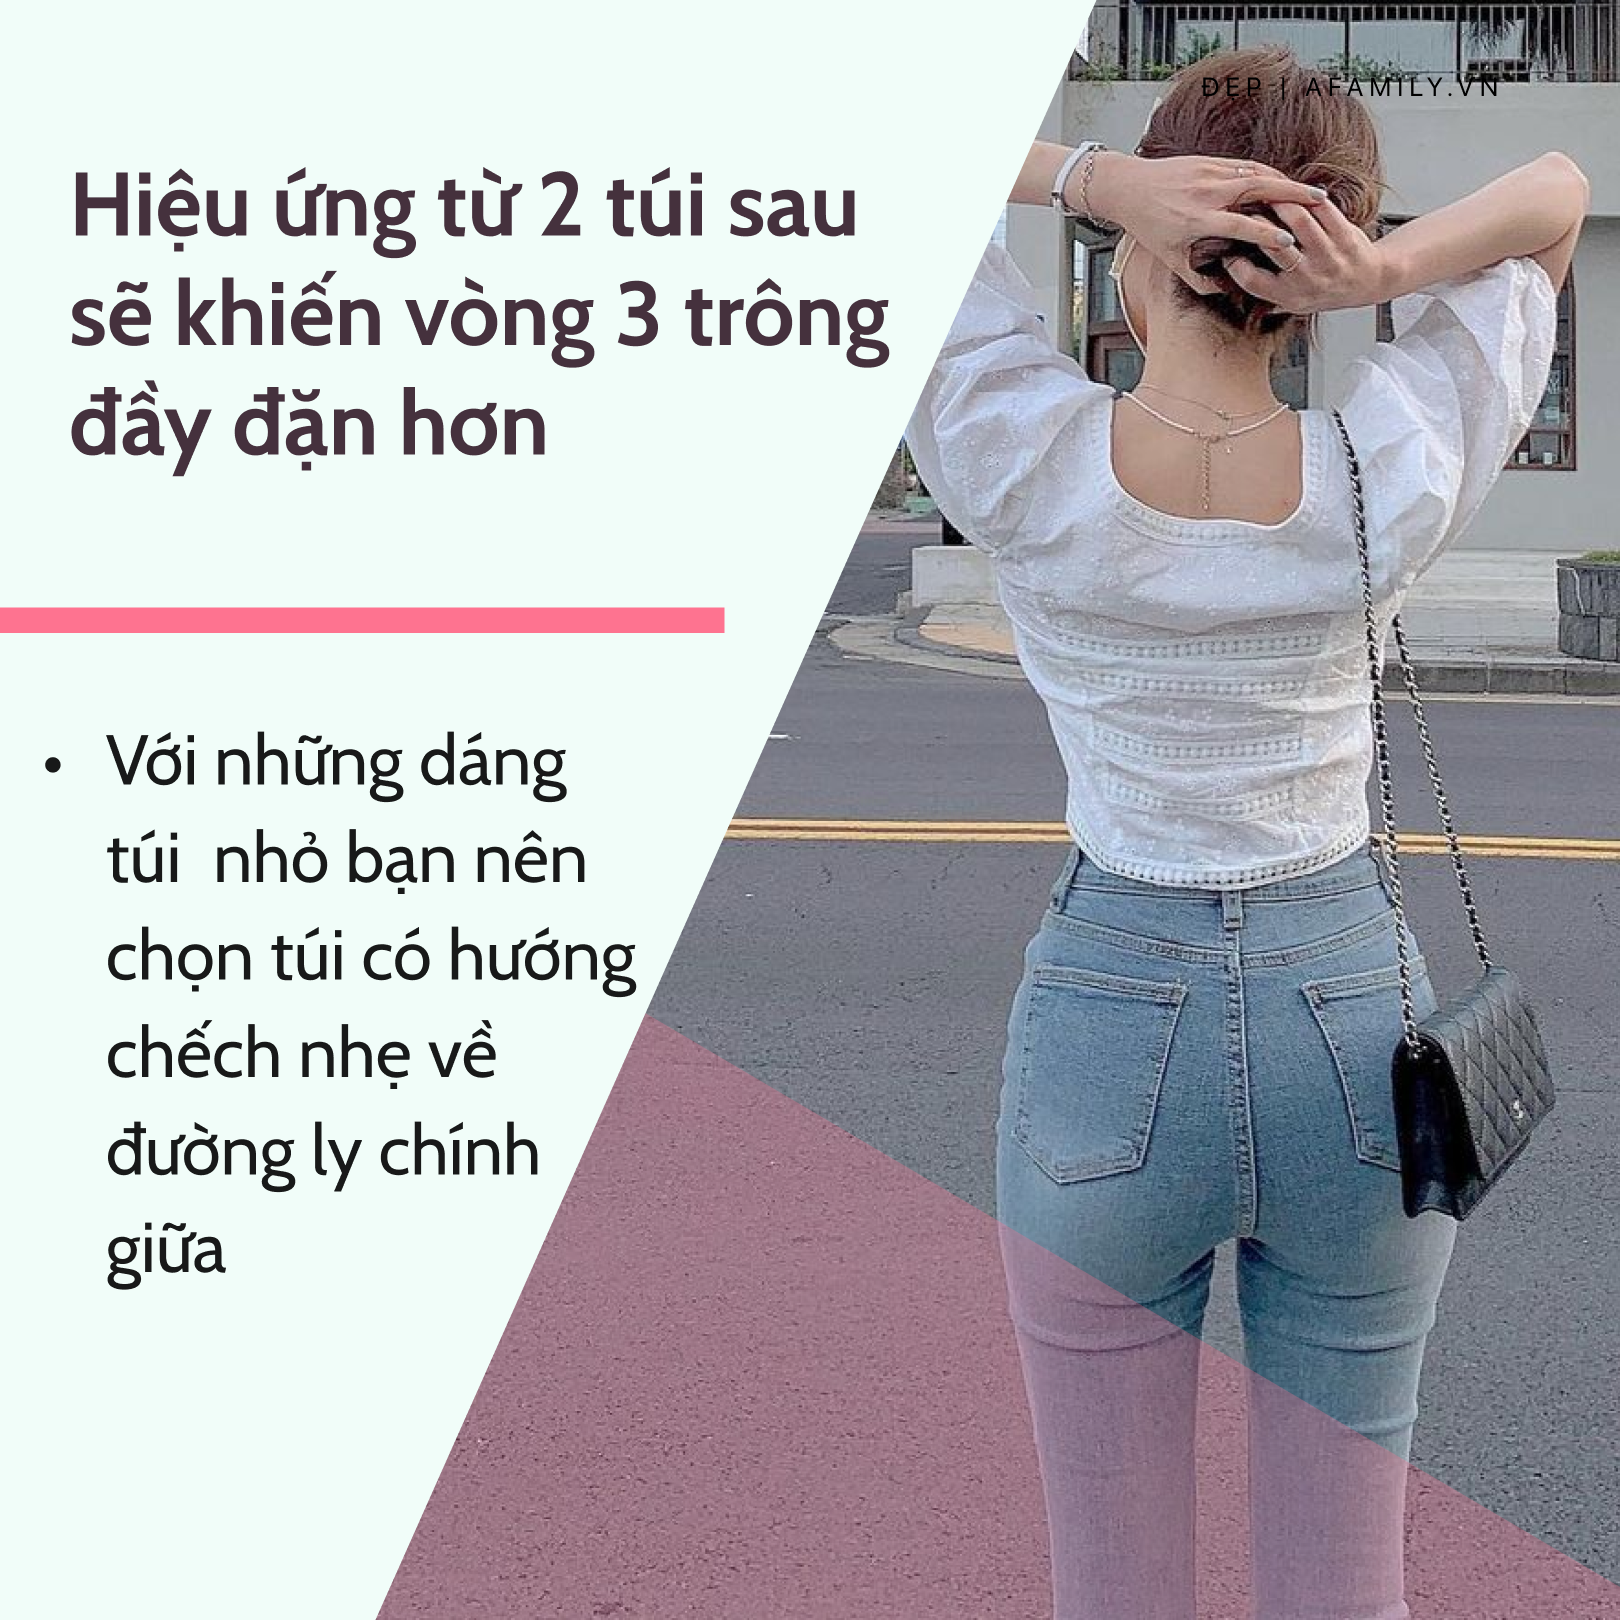 ĐẸP | AFAMILY.VN
Hiệu ứng từ 2 túi sau
sẽ khiến vòng 3 trông
đầy đặn hơn
• Với những dáng
túi  nhỏ bạn nên
chọn túi có hướng
chếch nhẹ về
đường ly chính
giữa